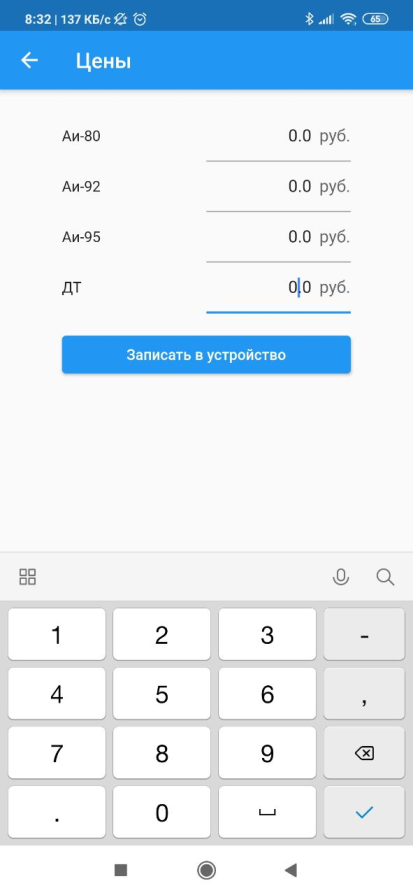 8:32 | 137 КБ/с 65
Цены
Аи-80 0.0 руб.
Аи-92 0.0 руб.
Аи-95 0.0 руб.
ДТ 0.0 руб.
Записать в устройство
1 2 3 -
4 5 6 ,
7 8 9
. 0